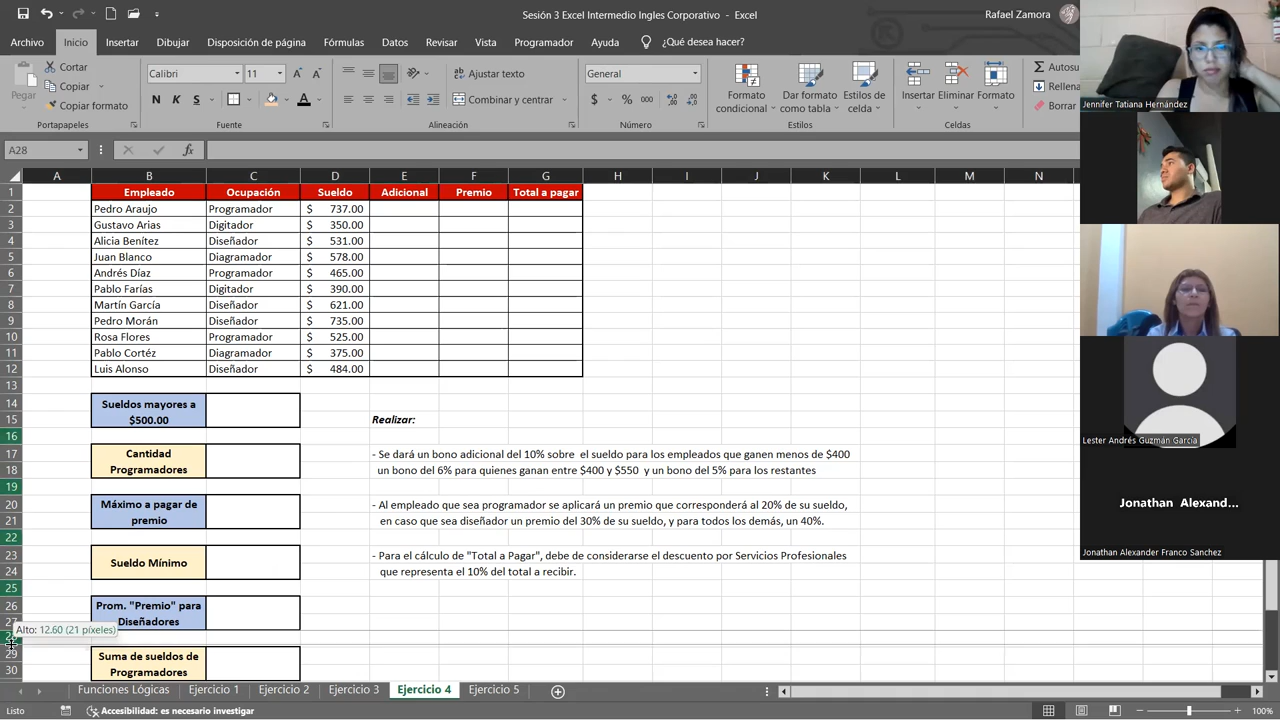 Sesión 3 Excel Intermedio Ingles Corporativo - Excel
Rafael Zamora
Archivo Inicio Insertar Dibujar Disposición de página Fórmulas Datos Revisar Vista Programador Ayuda ¿Qué desea hacer?
Pegar
Cortar
Copiar
Copiar formato
Portapapeles
Calibri 11
N K S
Fuente
Ajustar texto
Combinar y centrar
Alineación
General
$ % 000
Número
Formato condicional
Dar formato como tabla
Estilos de celda
Estilos
Insertar Eliminar Formato
Celdas
Autosu
Rellena
Borrar
A28
A B C D E F G H I J K L M N
1 Empleado Ocupación Sueldo Adicional Premio Total a pagar
2 Pedro Araujo Programador $ 737.00
3 Gustavo Arias Digitador $ 350.00
4 Alicia Benítez Diseñador $ 531.00
5 Juan Blanco Diagramador $ 578.00
6 Andrés Díaz Programador $ 465.00
7 Pablo Farías Digitador $ 390.00
8 Martín García Diseñador $ 621.00
9 Pedro Morán Diseñador $ 735.00
10 Rosa Flores Programador $ 525.00
11 Pablo Cortéz Diagramador $ 375.00
12 Luis Alonso Diseñador $ 484.00
13
14 Sueldos mayores a
15 $500.00 Realizar:
16
17 Cantidad - Se dará un bono adicional del 10% sobre el sueldo para los empleados que ganen menos de $400
18 Programadores un bono del 6% para quienes ganan entre $400 y $550 y un bono del 5% para los restantes
19
20 Máximo a pagar de - Al empleado que sea programador se aplicará un premio que corresponderá al 20% de su sueldo,
21 premio en caso que sea diseñador un premio del 30% de su sueldo, y para todos los demás, un 40%.
22
23 Sueldo Mínimo - Para el cálculo de "Total a Pagar", debe de considerarse el descuento por Servicios Profesionales
24 que representa el 10% del total a recibir.
25
26 Prom. "Premio" para
27 Diseñadores
Alto: 12.60 (21 píxeles)
29 Suma de sueldos de
30 Programadores
Funciones Lógicas Ejercicio 1 Ejercicio 2 Ejercicio 3 Ejercicio 4 Ejercicio 5
Listo Accesibilidad: es necesario investigar 100%
Jennifer Tatiana Hernández
Lester Andrés Guzmán García
Jonathan Alexand...
Jonathan Alexander Franco Sanchez